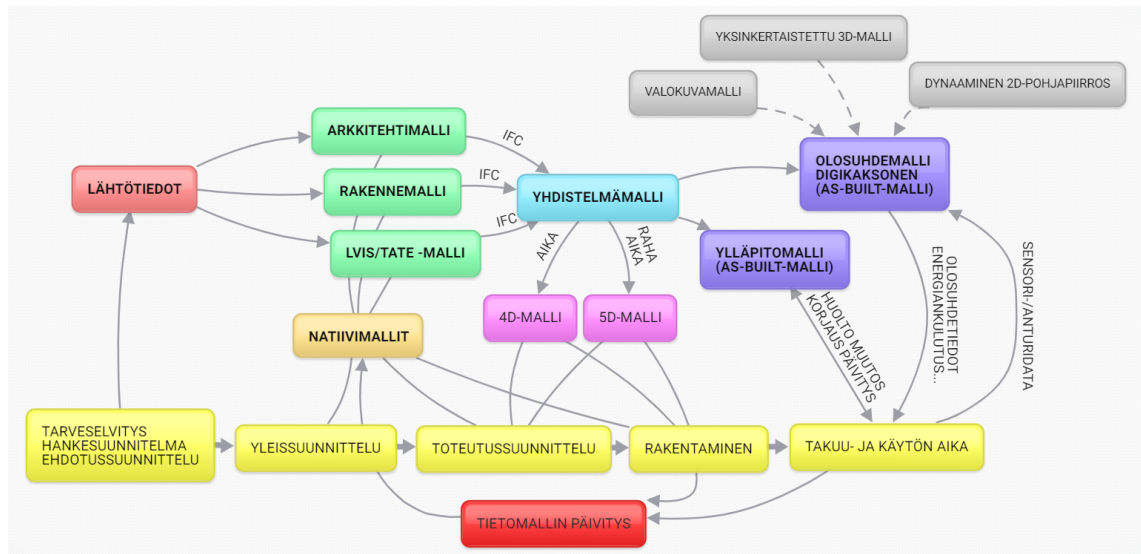 YKSINKERTAISTETTU 3D-MALLI
VALOKUVAMALLI
DYNAAMINEN 2D-POHJAPIIRROS
ARKKITEHTIMALLI
IFC
OLOSUHDEMALLI
DIGIKAKSONEN
(AS-BUILT-MALLI)
LÄHTÖTIEDOT
RAKENNEMALLI
IFC
YHDISTELMÄMALLI
IFC
LVIS/TATE -MALLI
AIKA
RAHA
AIKA
YLLÄPITOMALLI
(AS-BUILT-MALLI)
NATIIVIMALLIT
4D-MALLI
5D-MALLI
HUOLTO MUUTOS
KORJAUS PÄIVITYS
OLOSUHDETIEDOT
ENERGIANKULUTUS...
SENSORI-/ANTURIDATA
TARVESELVITYS
HANKESUUNNITELMA
EHDOTUSSUUNNITTELU
YLEISSUUNNITTELU
TOTEUTUSSUUNNITTELU
RAKENTAMINEN
TAKUU- JA KÄYTÖN AIKA
TIETOMALLIN PÄIVITYS